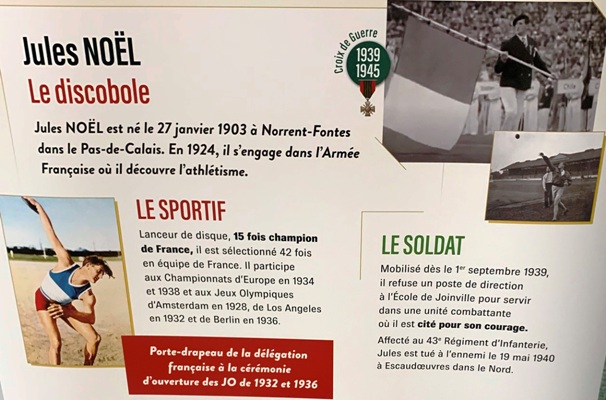 Jules NOËL
Le discobole
Croix de Guerre
1939
1945
Jules NOËL est né le 27 janvier 1903 à Norrent-Fontes
dans le Pas-de-Calais. En 1924, il s'engage dans l'Armée
Française où il découvre l'athlétisme.
LE SPORTIF
Lanceur de disque, 15 fois champion
de France, il est sélectionné 42 fois
en équipe de France. Il participe
aux Championnats d'Europe en 1934
et 1938 et aux Jeux Olympiques
d'Amsterdam en 1928, de Los Angeles
en 1932 et de Berlin en 1936.
Porte-drapeau de la délégation
française à la cérémonie
d'ouverture des JO de 1932 et 1936
LE SOLDAT
Mobilisé dès le 1er septembre 1939,
il refuse un poste de direction
à l'École de Joinville pour servir
dans une unité combattante
où il est cité pour son courage.
Affecté au 43e Régiment d'Infanterie,
Jules est tué à l'ennemi le 19 mai 1940
à Escaudœuvres dans le Nord.